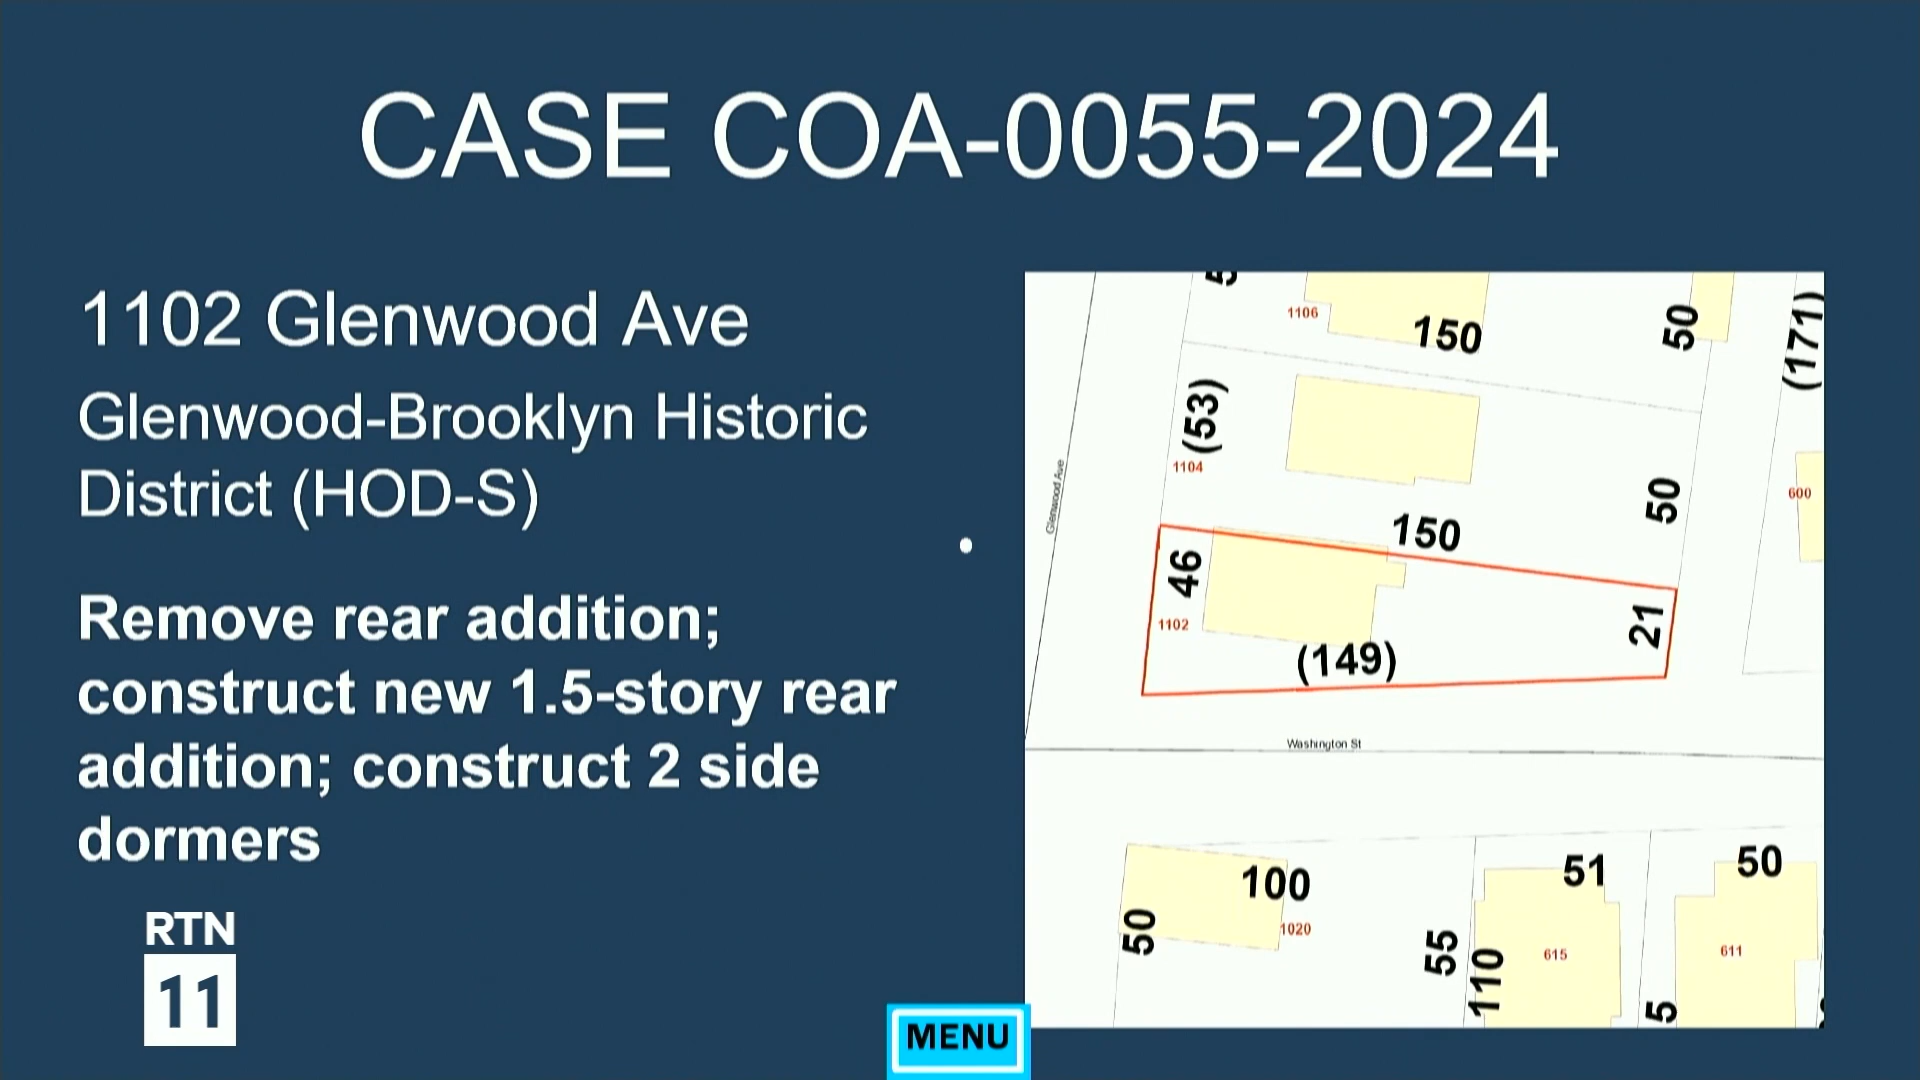 CASE COA-0055-2024
1102 Glenwood Ave
Glenwood-Brooklyn Historic
District (HOD-S)
Remove rear addition;
construct new 1.5-story rear
addition; construct 2 side
dormers
RTN
11
MENU
1106
150
50
(171)
(53)
1104
Glenwood Ave
50
600
150
46
1102
21
(149)
Washington St
100
50
1020
51
50
55
110
615
611
5